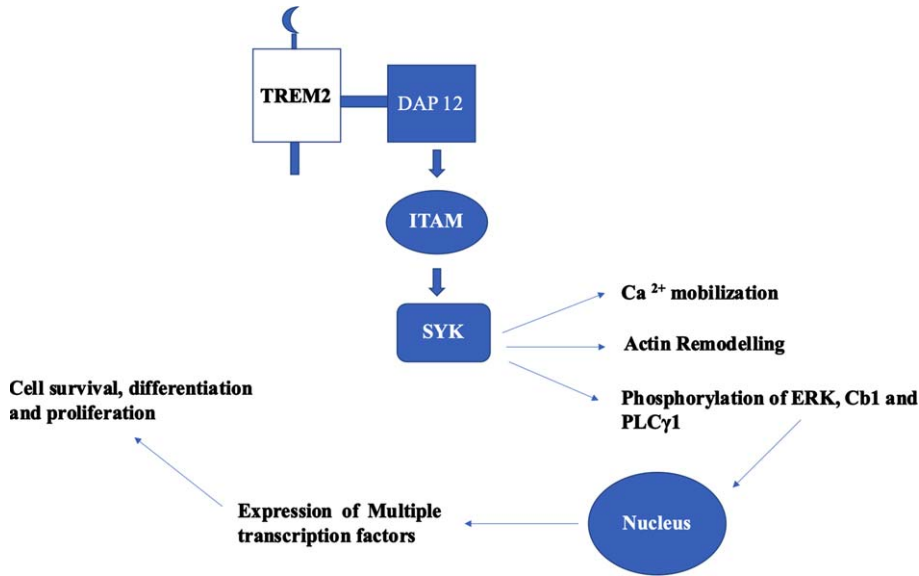 TREM2
DAP 12
ITAM
SYK
Ca 2+ mobilization
Actin Remodelling
Phosphorylation of ERK, Cb1 and
PLCγ1
Nucleus
Expression of Multiple
transcription factors
Cell survival, differentiation
and proliferation